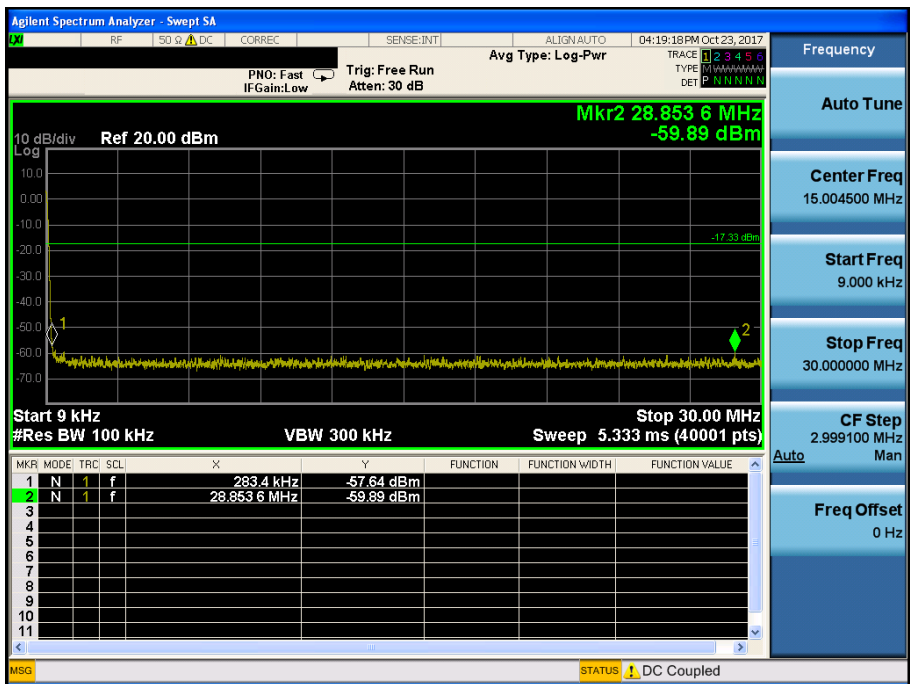 Agilent Spectrum Analyzer - Swept SA
LXI RF 50 Ω DC CORREC SENSE:INT ALIGNAUTO 04:19:18PM Oct 23, 2017
Avg Type: Log-Pwr TRACE 1 2 3 4 5 6
PNO: Fast Trig: Free Run TYPE MWWWWW
IFGain:Low Atten: 30 dB DET P N N N N N
Mkr2 28.853 6 MHz
-59.89 dBm
10 dB/div Ref 20.00 dBm
Log
10.0
0.00
-10.0
-17.33 dBm
-20.0
-30.0
-40.0
-50.0
1
2
-60.0
-70.0
Start 9 kHz Stop 30.00 MHz
#Res BW 100 kHz VBW 300 kHz Sweep 5.333 ms (40001 pts)
MKR MODE TRC SCL X Y FUNCTION FUNCTION WIDTH FUNCTION VALUE
1 N 1 f 283.4 kHz -57.64 dBm
2 N 1 f 28.853 6 MHz -59.89 dBm
3
4
5
6
7
8
9
10
11
MSG STATUS DC Coupled
Frequency
Auto Tune
Center Freq
15.004500 MHz
Start Freq
9.000 kHz
Stop Freq
30.000000 MHz
CF Step
2.999100 MHz
Auto Man
Freq Offset
0 Hz